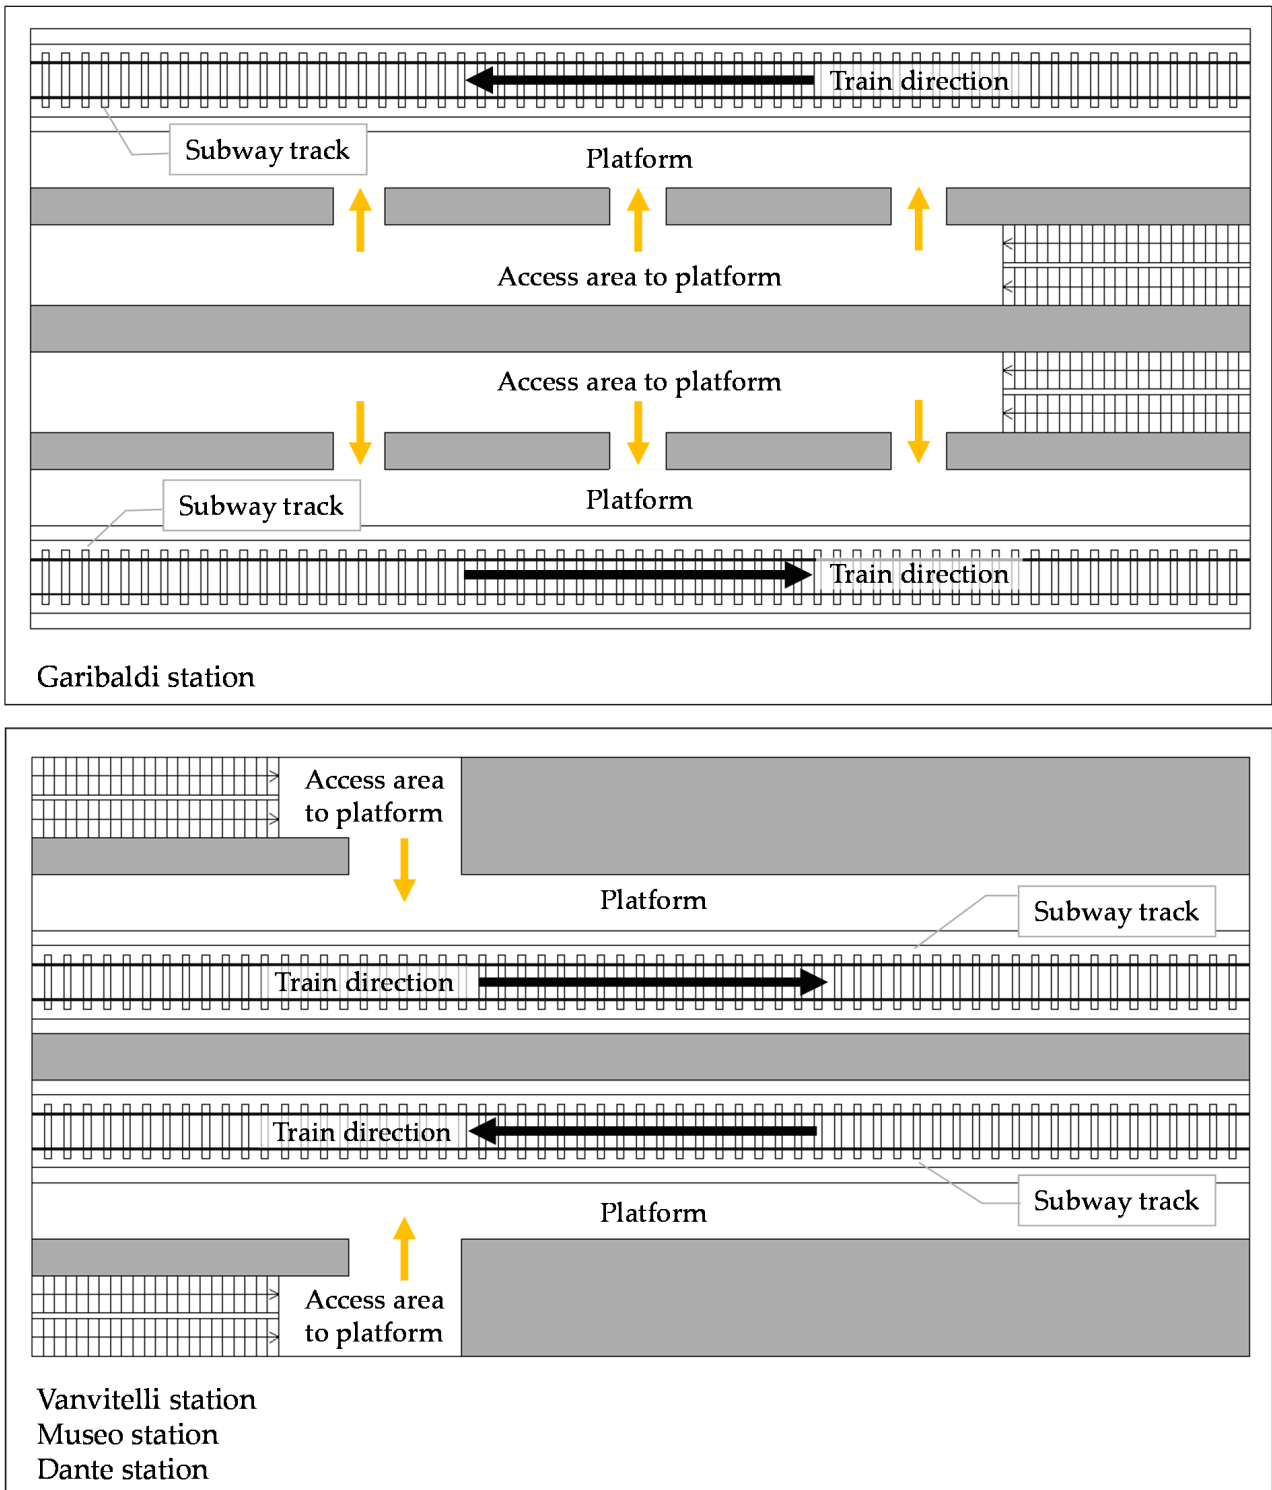 Train direction
Subway track
Platform
Access area to platform
Access area to platform
Subway track
Platform
Train direction
Garibaldi station
Access area
to platform
Platform
Subway track
Train direction
Train direction
Subway track
Platform
Access area
to platform
Vanvitelli station
Museo station
Dante station